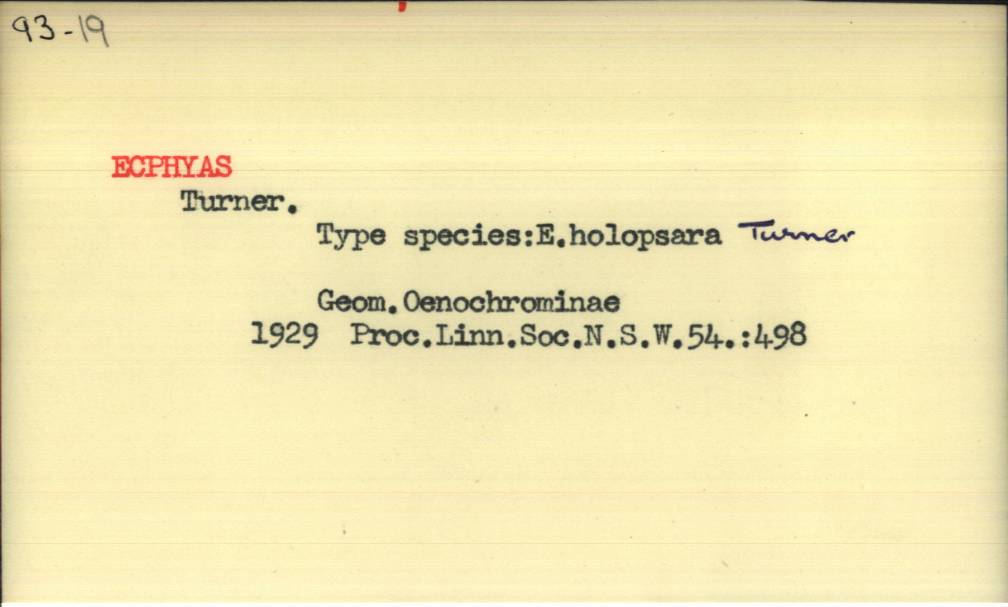 93-19
ECPHYAS
Turner.
Type species:E.holopsara Turner
Geom.Oenochrominae
1929 Proc.Linn.Soc.N.S.W.54.:498